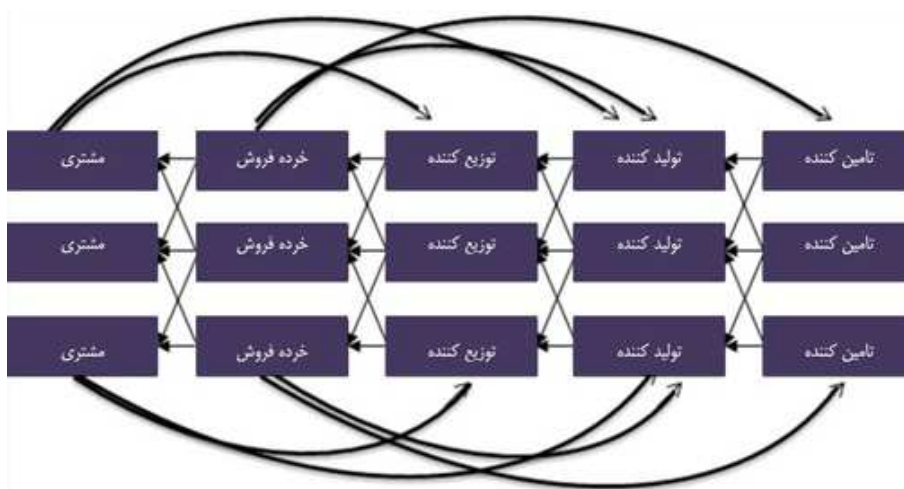 تامین کننده
تولید کننده
توزیع کننده
خرده فروش
مشتری
تامین کننده
تولید کننده
توزیع کننده
خرده فروش
مشتری
تامین کننده
تولید کننده
توزیع کننده
خرده فروش
مشتری